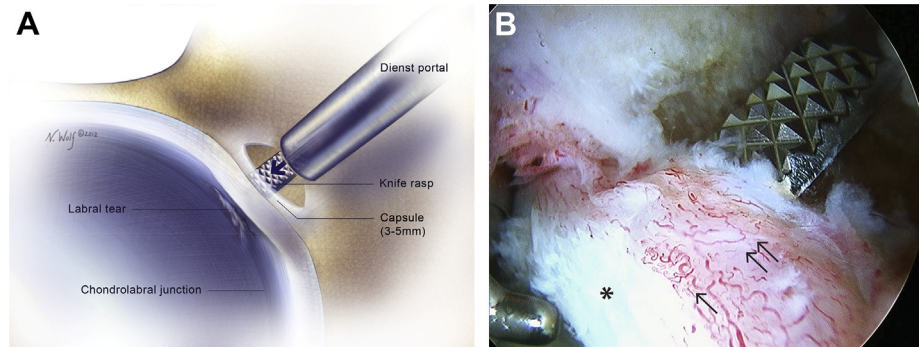 A
B
Dienst portal
N. Wolf ©2012
Knife rasp
Labral tear
Capsule
(3-5mm)
Chondrolabral junction
*